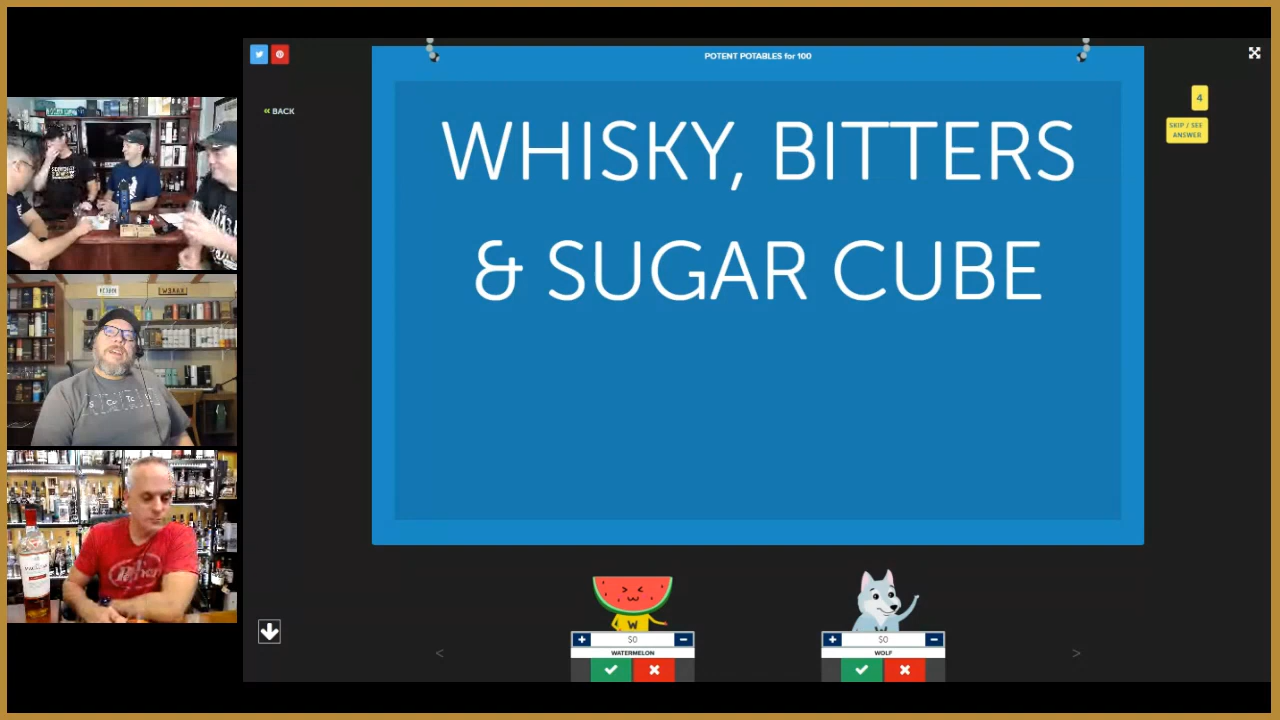 POTENT POTABLES for 100
« BACK
4
SKIP / SEE
ANSWER
WHISKY, BITTERS
& SUGAR CUBE
W
W
$0
$0
WATERMELON
WOLF